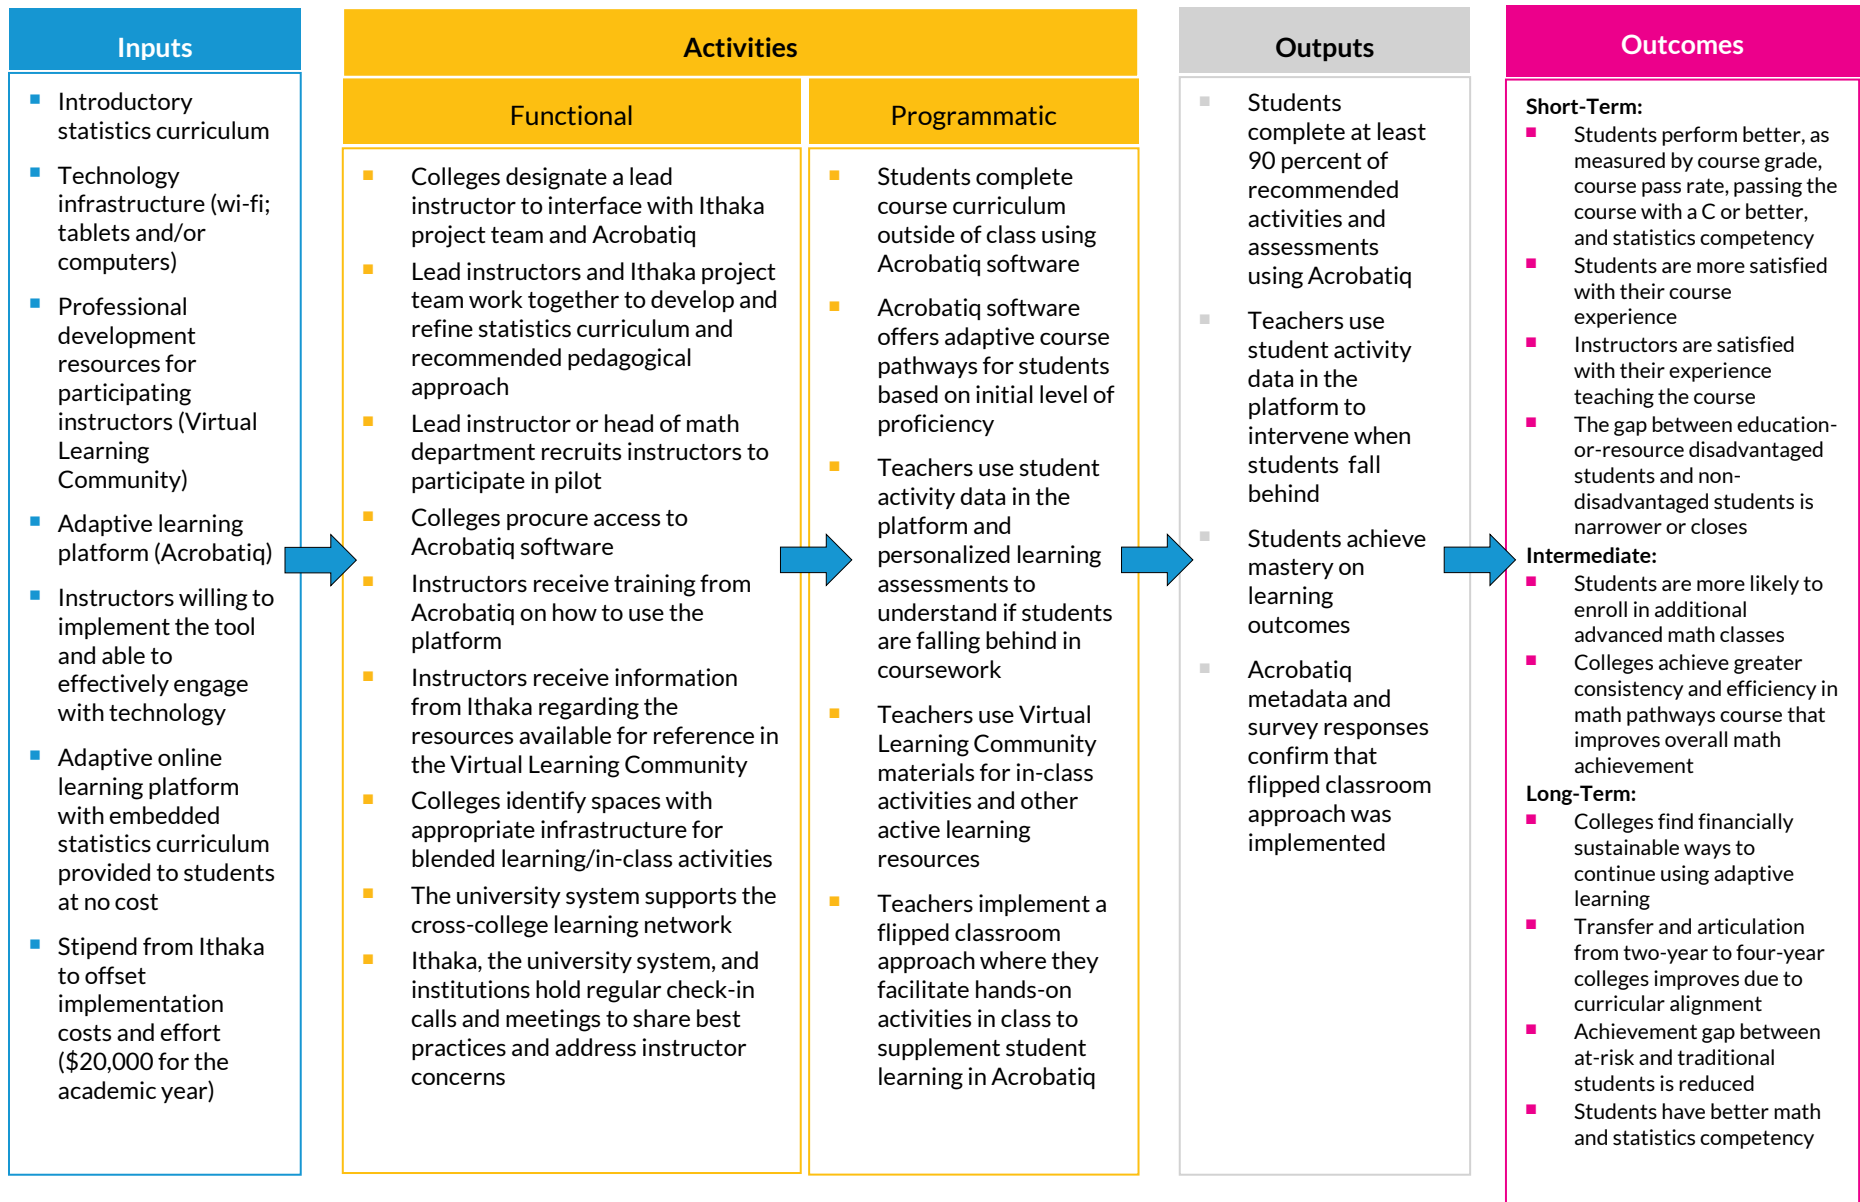 Inputs
Introductory
statistics curriculum
Technology
infrastructure (wi-fi;
tablets and/or
computers)
Professional
development
resources for
participating
instructors (Virtual
Learning
Community)
Adaptive learning
platform (Acrobatiq)
Instructors willing to
implement the tool
and able to
effectively engage
with technology
Adaptive online
learning platform
with embedded
statistics curriculum
provided to students
at no cost
Stipend from Ithaka
to offset
implementation
costs and effort
($20,000 for the
academic year)
Activities
Functional
Colleges designate a lead
instructor to interface with Ithaka
project team and Acrobatiq
Lead instructors and Ithaka project
team work together to develop and
refine statistics curriculum and
recommended pedagogical
approach
Lead instructor or head of math
department recruits instructors to
participate in pilot
Colleges procure access to
Acrobatiq software
Instructors receive training from
Acrobatiq on how to use the
platform
Instructors receive information
from Ithaka regarding the
resources available for reference in
the Virtual Learning Community
Colleges identify spaces with
appropriate infrastructure for
blended learning/in-class activities
The university system supports the
cross-college learning network
Ithaka, the university system, and
institutions hold regular check-in
calls and meetings to share best
practices and address instructor
concerns
Programmatic
Students complete
course curriculum
outside of class using
Acrobatiq software
Acrobatiq software
offers adaptive course
pathways for students
based on initial level of
proficiency
Teachers use student
activity data in the
platform and
personalized learning
assessments to
understand if students
are falling behind in
coursework
Teachers use Virtual
Learning Community
materials for in-class
activities and other
active learning
resources
Teachers implement a
flipped classroom
approach where they
facilitate hands-on
activities in class to
supplement student
learning in Acrobatiq
Outputs
Students
complete at least
90 percent of
recommended
activities and
assessments
using Acrobatiq
Teachers use
student activity
data in the
platform to
intervene when
students fall
behind
Students achieve
mastery on
learning
outcomes
Acrobatiq
metadata and
survey responses
confirm that
flipped classroom
approach was
implemented
Outcomes
Short-Term:
Students perform better, as
measured by course grade,
course pass rate, passing the
course with a C or better,
and statistics competency
Students are more satisfied
with their course
experience
Instructors are satisfied
with their experience
teaching the course
The gap between education-
or-resource disadvantaged
students and non-
disadvantaged students is
narrower or closes
Intermediate:
Students are more likely to
enroll in additional
advanced math classes
Colleges achieve greater
consistency and efficiency in
math pathways course that
improves overall math
achievement
Long-Term:
Colleges find financially
sustainable ways to
continue using adaptive
learning
Transfer and articulation
from two-year to four-year
colleges improves due to
curricular alignment
Achievement gap between
at-risk and traditional
students is reduced
Students have better math
and statistics competency